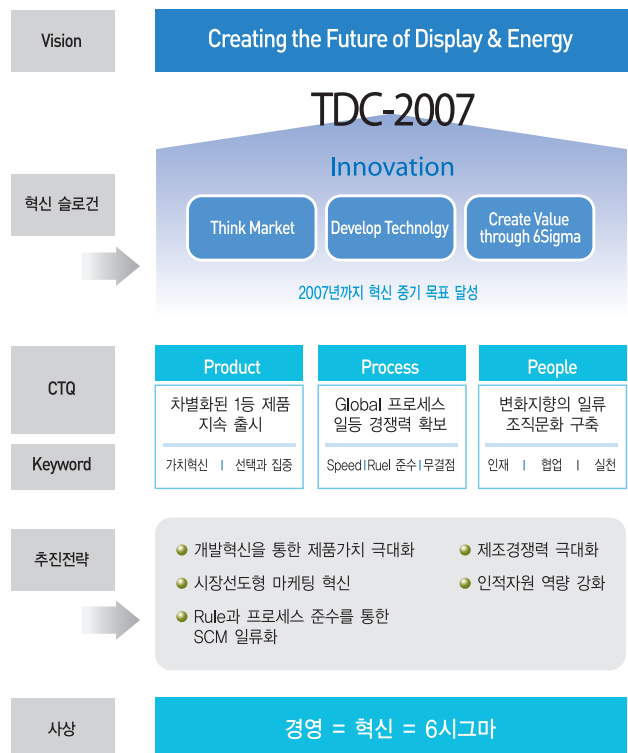 Vision
Creating the Future of Display & Energy
TDC-2007
Innovation
혁신 슬로건
Think Market
Develop Technolgy
Create Value
through 6Sigma
2007년까지 혁신 중기 목표 달성
CTQ
Product
차별화된 1등 제품
지속 출시
Process
Global 프로세스
일등 경쟁력 확보
People
변화지향의 일류
조직문화 구축
Keyword
가치혁신 I 선택과 집중
Speed I Ruel 준수 I 무결점
인재 I 협업 I 실천
추진전략
개발혁신을 통한 제품가치 극대화
시장선도형 마케팅 혁신
Rule과 프로세스 준수를 통한
SCM 일류화
제조경쟁력 극대화
인적자원 역량 강화
사상
경영 = 혁신 = 6시그마